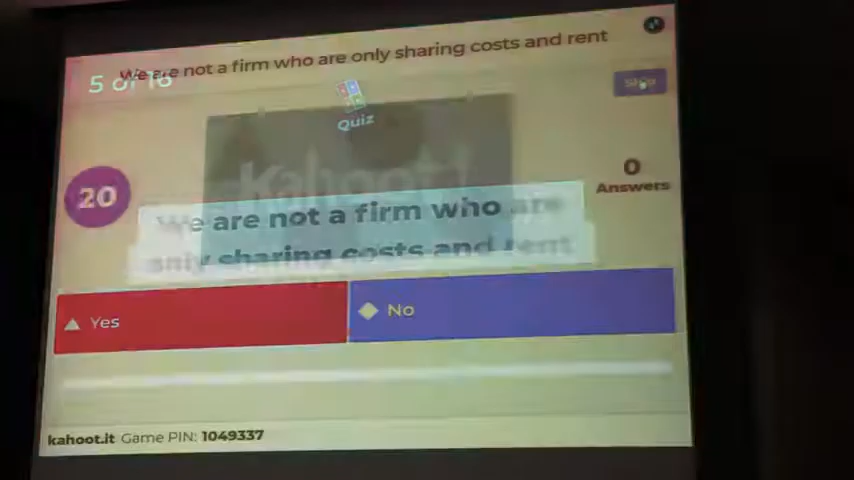 We are not a firm who are only sharing costs and rent
5 of 16
Skip
Quiz
Kahoot!
20
0
Answers
We are not a firm who are
only sharing costs and rent
Yes
No
kahoot.it Game PIN: 1049337